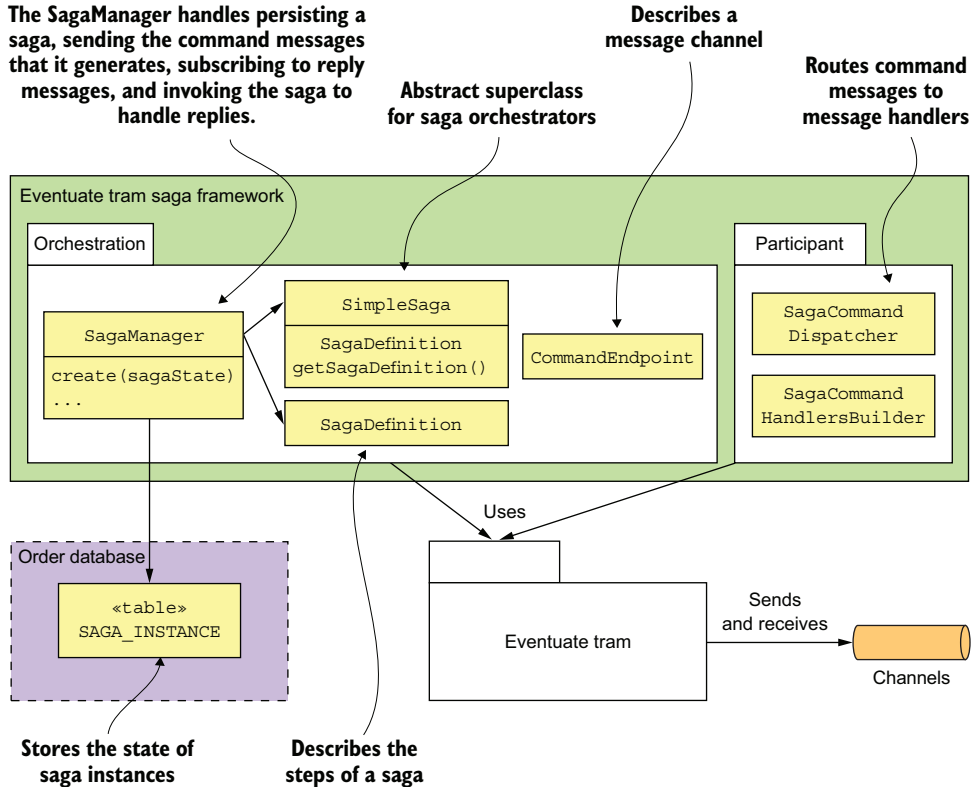 The SagaManager handles persisting a
saga, sending the command messages
that it generates, subscribing to reply
messages, and invoking the saga to
handle replies.
Abstract superclass
for saga orchestrators
Describes a
message channel
Routes command
messages to
message handlers
Eventuate tram saga framework
Orchestration
SagaManager
create(sagaState)
...
SimpleSaga
SagaDefinition
getSagaDefinition()
SagaDefinition
CommandEndpoint
Participant
SagaCommand
Dispatcher
SagaCommand
HandlersBuilder
Uses
Order database
«table»
SAGA_INSTANCE
Eventuate tram
Sends
and receives
Channels
Stores the state of
saga instances
Describes the
steps of a saga